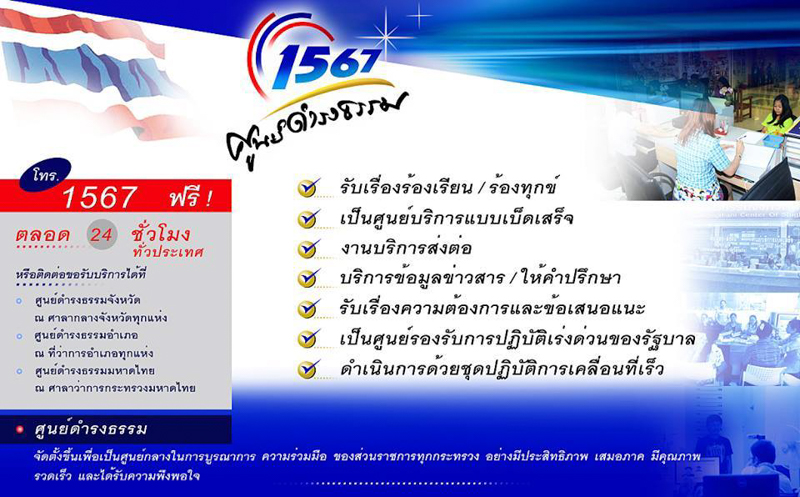 1567
ศูนย์ดำรงธรรม
โทร.
1567 ฟรี !
ตลอด 24 ชั่วโมง
ทั่วประเทศ
หรือติดต่อขอรับบริการได้ที่
ศูนย์ดำรงธรรมจังหวัด
ณ ศาลากลางจังหวัดทุกแห่ง
ศูนย์ดำรงธรรมอำเภอ
ณ ที่ว่าการอำเภอทุกแห่ง
ศูนย์ดำรงธรรมมหาดไทย
ณ ศาลาว่าการกระทรวงมหาดไทย
รับเรื่องร้องเรียน / ร้องทุกข์
เป็นศูนย์บริการแบบเบ็ดเสร็จ
งานบริการส่งต่อ
บริการข้อมูลข่าวสาร / ให้คำปรึกษา
รับเรื่องความต้องการและข้อเสนอแนะ
เป็นศูนย์รองรับการปฏิบัติเร่งด่วนของรัฐบาล
ดำเนินการด้วยชุดปฏิบัติการเคลื่อนที่เร็ว
ศูนย์ดำรงธรรม
จัดตั้งขึ้นเพื่อเป็นศูนย์กลางในการบูรณาการ ความร่วมมือ ของส่วนราชการทุกกระทรวง อย่างมีประสิทธิภาพ เสมอภาค มีคุณภาพ
รวดเร็ว และได้รับความพึงพอใจ